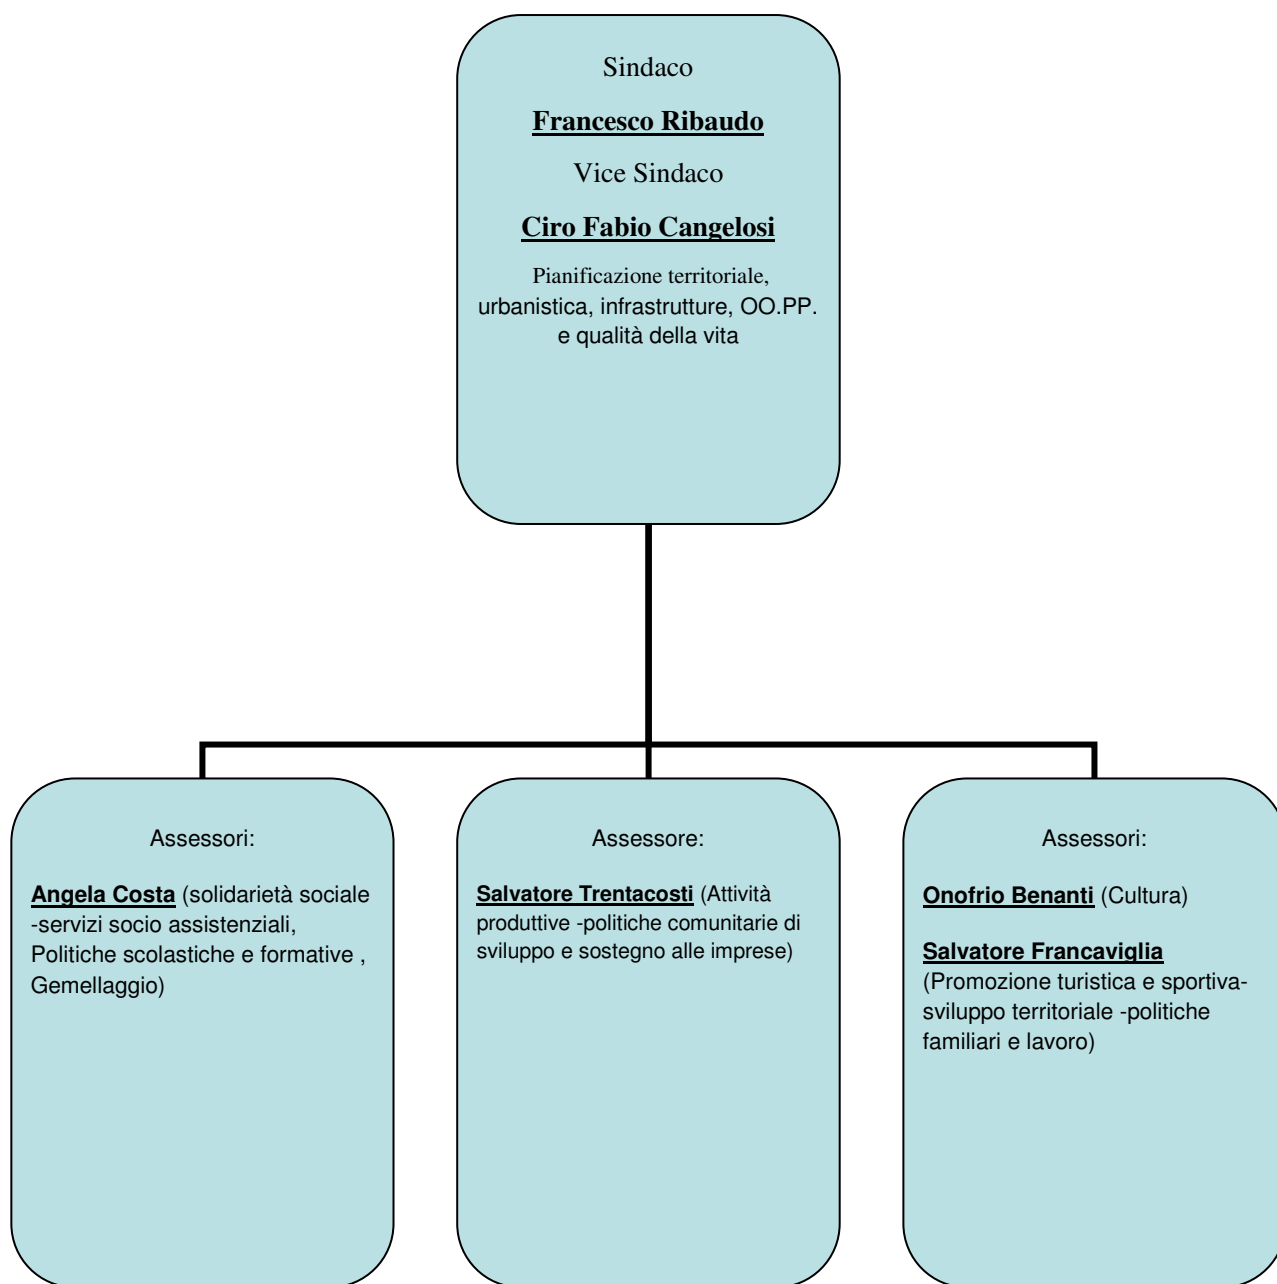 Sindaco
Francesco Ribaudo
Vice Sindaco
Ciro Fabio Cangelosi
Pianificazione territoriale,
urbanistica, infrastrutture, OO.PP.
e qualità della vita
Assessori:
Angela Costa (solidarietà sociale
-servizi socio assistenziali,
Politiche scolastiche e formative ,
Gemellaggio)
Assessore:
Salvatore Trentacosti (Attività
produttive -politiche comunitarie di
sviluppo e sostegno alle imprese)
Assessori:
Onofrio Benanti (Cultura)
Salvatore Francaviglia
(Promozione turistica e sportiva-
sviluppo territoriale -politiche
familiari e lavoro)